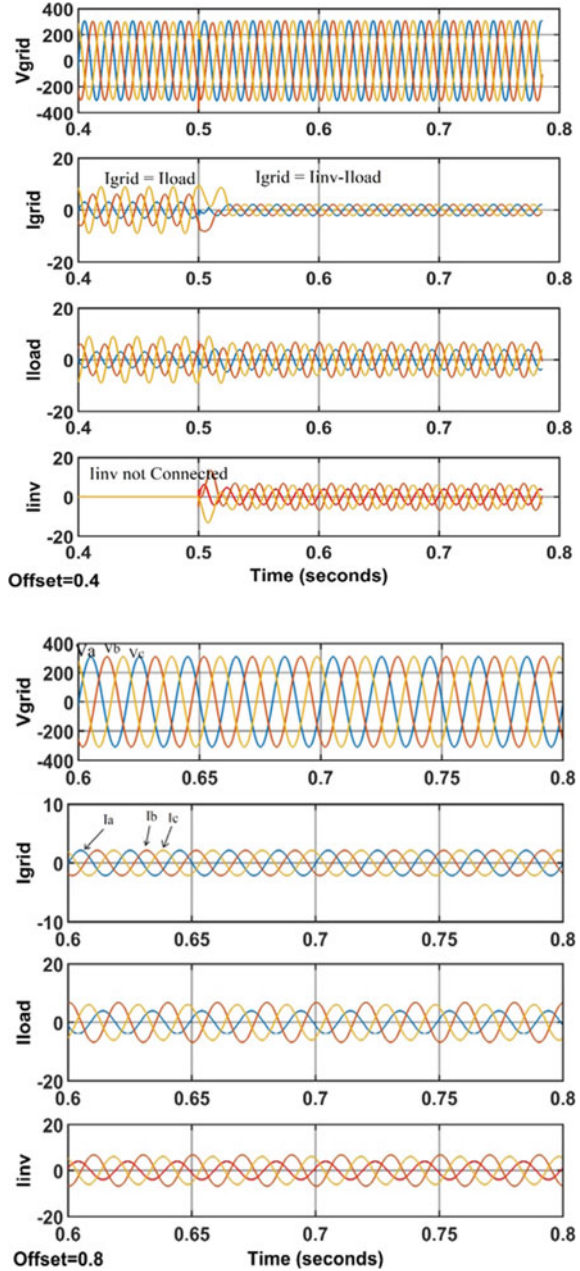 400
200
0
-200
-400
Vgrid
0.4 0.5 0.6 0.7 0.8
20
0
-20
Igrid
Igrid = Iload
Igrid = Iinv-Iload
0.4 0.5 0.6 0.7 0.8
20
0
-20
Iload
0.4 0.5 0.6 0.7 0.8
20
0
-20
Iinv
Iinv not Connected
0.4 0.5 0.6 0.7 0.8
Offset=0.4
Time (seconds)
400
200
0
-200
-400
Vgrid
Va Vb Vc
0.6 0.65 0.7 0.75 0.8
10
0
-10
Igrid
Ia Ib Ic
0.6 0.65 0.7 0.75 0.8
20
0
-20
Iload
0.6 0.65 0.7 0.75 0.8
20
0
-20
Iinv
0.6 0.65 0.7 0.75 0.8
Offset=0.8
Time (seconds)